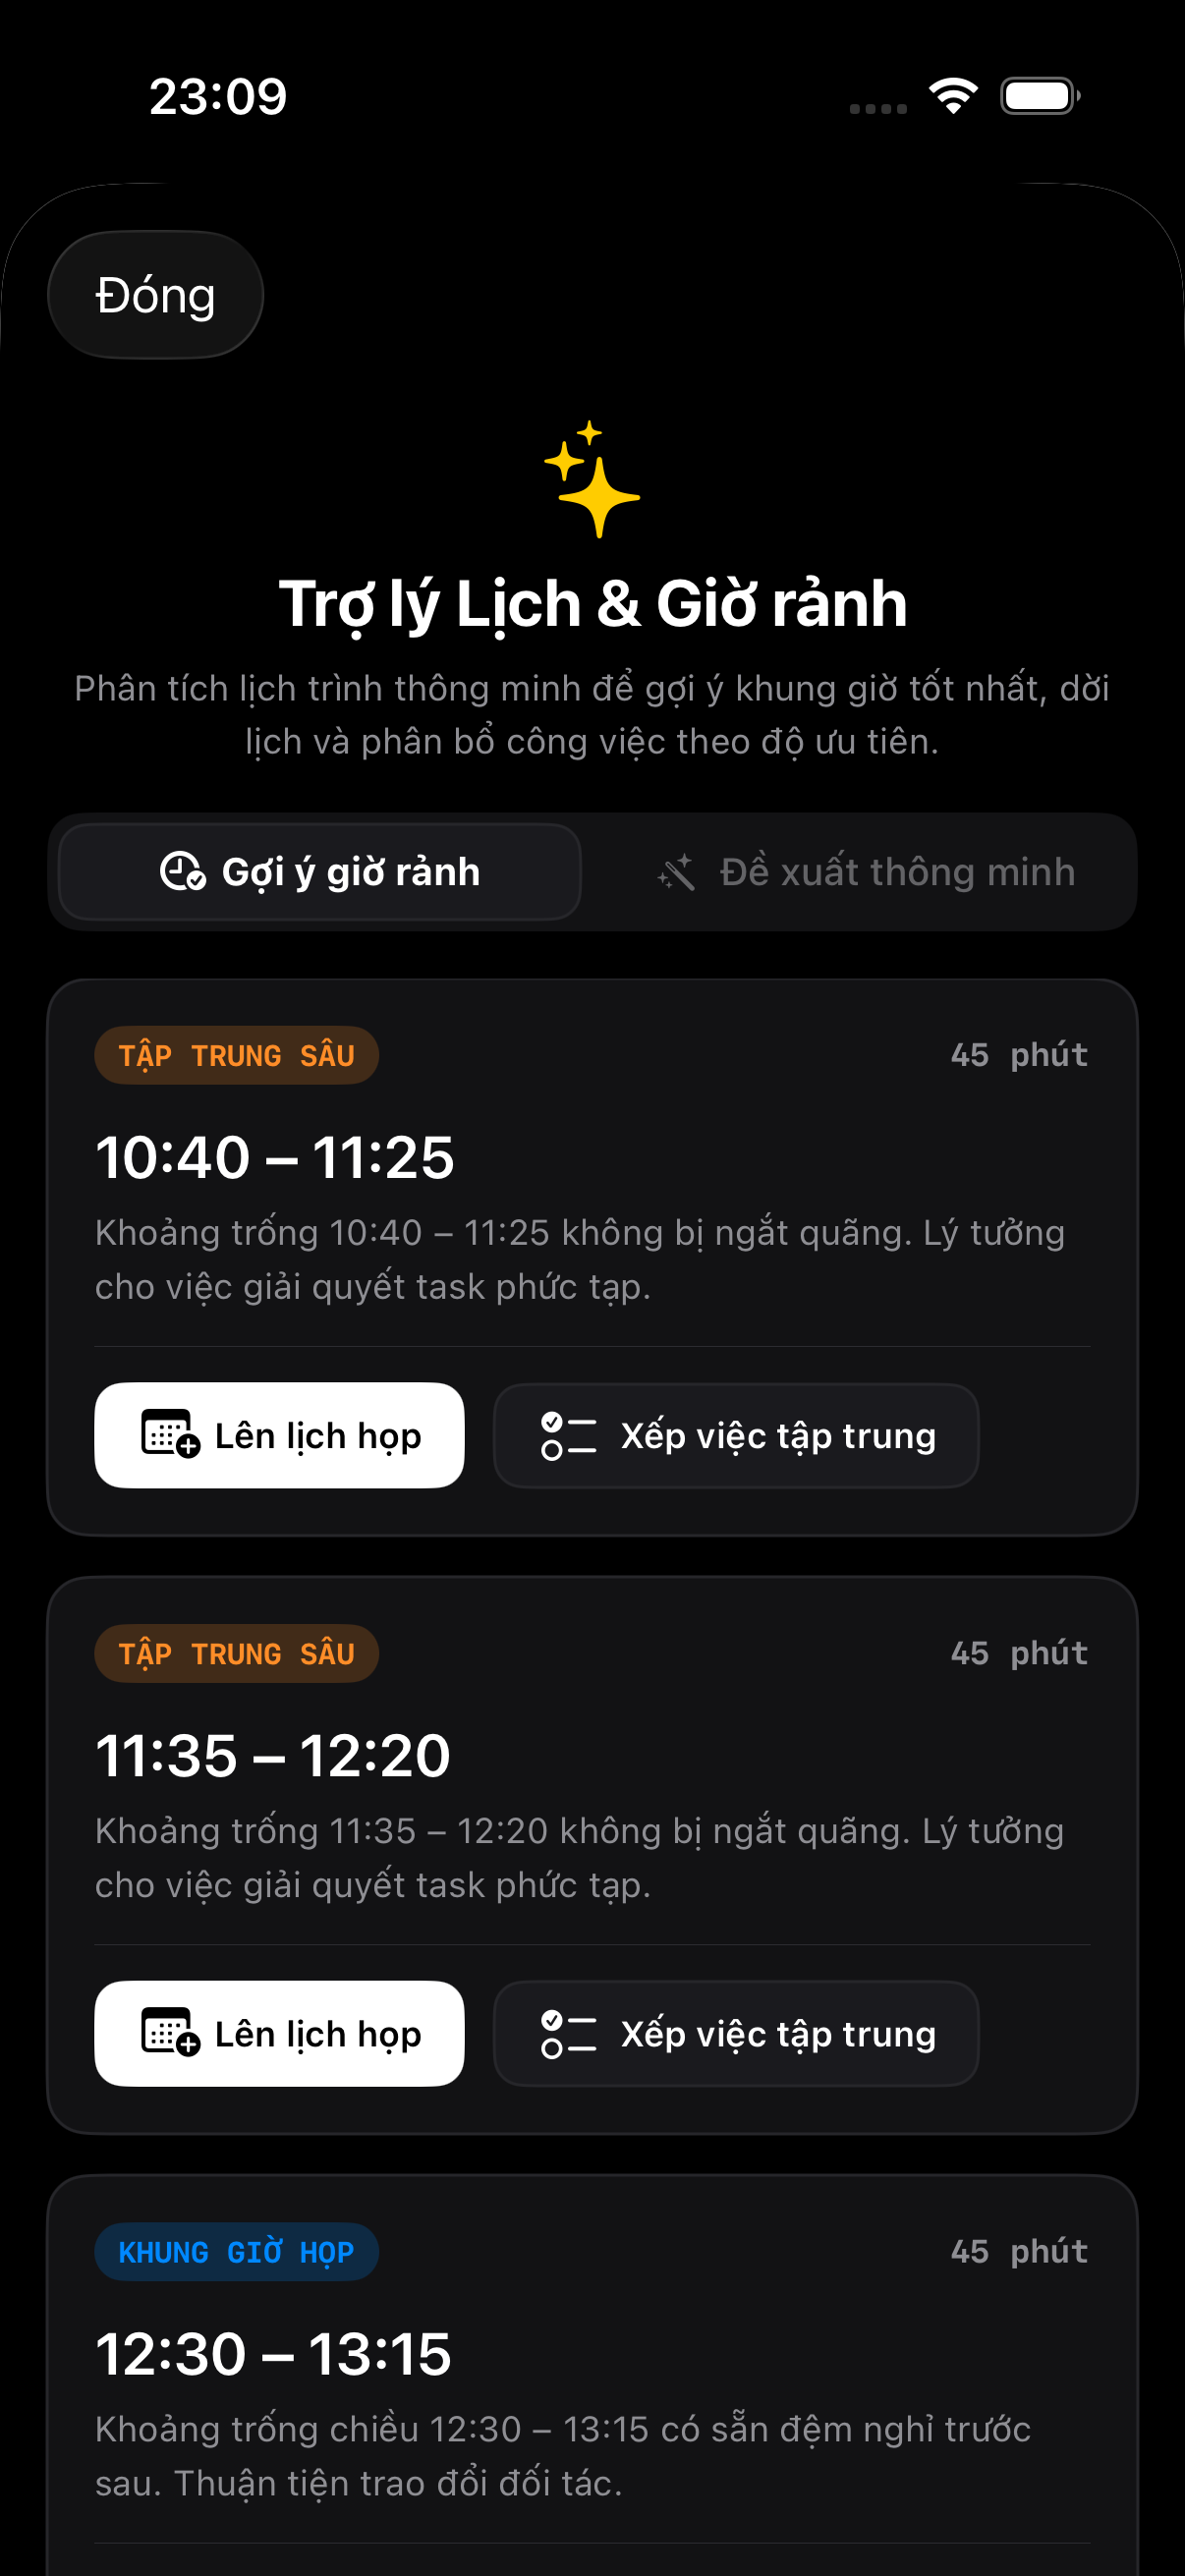 23:09
Đóng
Trợ lý Lịch & Giờ rảnh
Phân tích lịch trình thông minh để gợi ý khung giờ tốt nhất, dời
lịch và phân bổ công việc theo độ ưu tiên.
Gợi ý giờ rảnh
Đề xuất thông minh
TẬP TRUNG SÂU
45 phút
10:40 – 11:25
Khoảng trống 10:40 – 11:25 không bị ngắt quãng. Lý tưởng
cho việc giải quyết task phức tạp.
Lên lịch họp
Xếp việc tập trung
TẬP TRUNG SÂU
45 phút
11:35 – 12:20
Khoảng trống 11:35 – 12:20 không bị ngắt quãng. Lý tưởng
cho việc giải quyết task phức tạp.
Lên lịch họp
Xếp việc tập trung
KHUNG GIỜ HỌP
45 phút
12:30 – 13:15
Khoảng trống chiều 12:30 – 13:15 có sẵn đệm nghỉ trước
sau. Thuận tiện trao đổi đối tác.